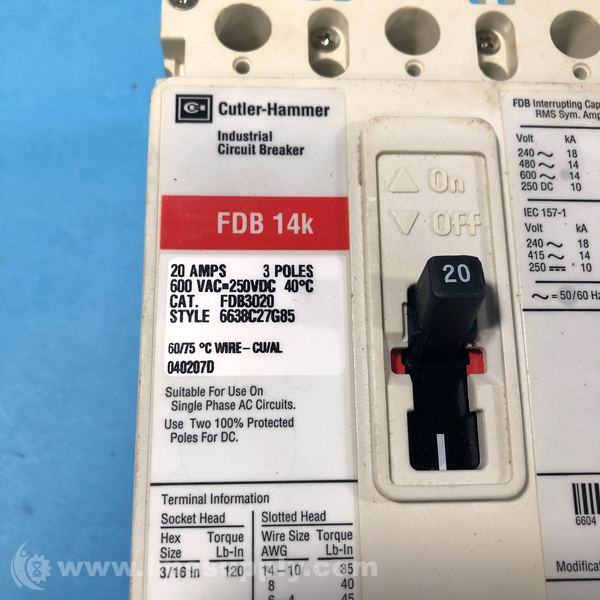 Cutler-Hammer
Industrial
Circuit Breaker
FDB 14k
20 AMPS 3 POLES
600 VAC=250VDC 40°C
CAT. FDB3020
STYLE 6638C27G85
60/75 °C WIRE-CU/AL
040207D
Suitable For Use On
Single Phase AC Circuits.
Use Two 100% Protected
Poles For DC.
Terminal Information
Socket Head Slotted Head
Hex Torque Wire Size Torque
Size Lb-In AWG Lb-In
3/16 In 120 14-10 85
40
6-4 45
On
Off
20
FDB Interrupting Cap
RMS Sym. Amp
Volt kA
240 ~ 18
480 ~ 14
600 ~ 14
250 DC 10
IEC 157-1
Volt kA
240 ~ 18
415 ~ 14
250 ⎓ 10
~ = 50/60 Hz
6604
Modific